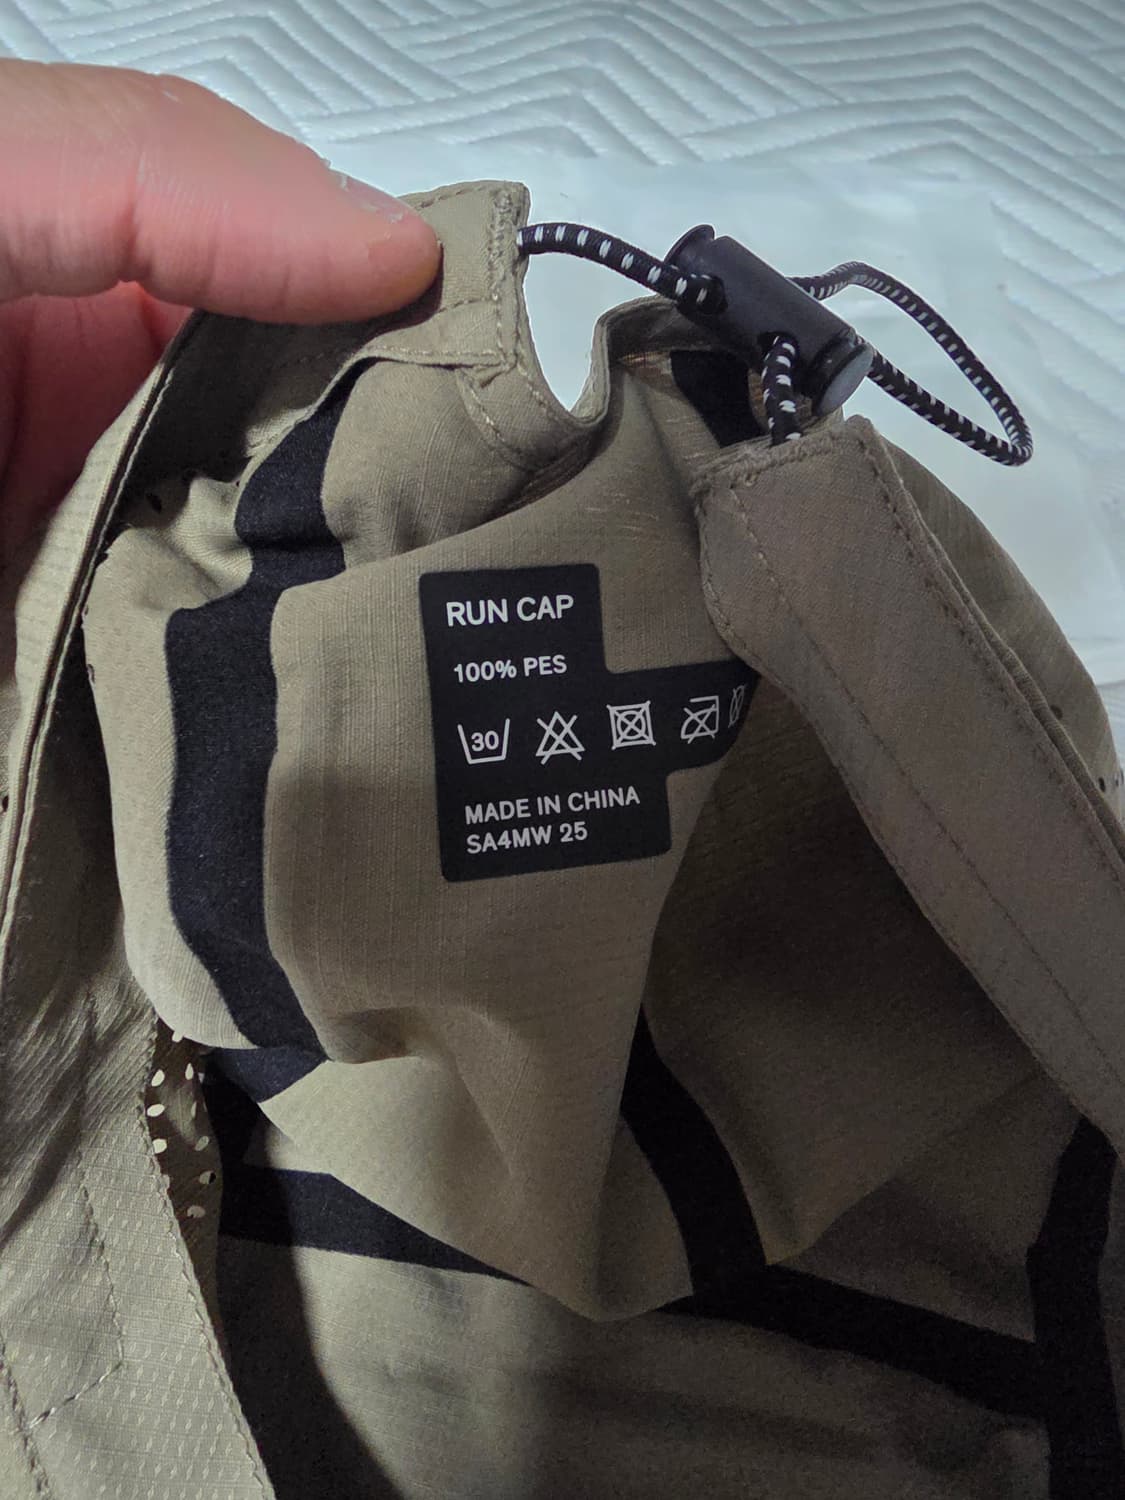 RUN CAP
100% PES
30
MADE IN CHINA
SA4MW 25